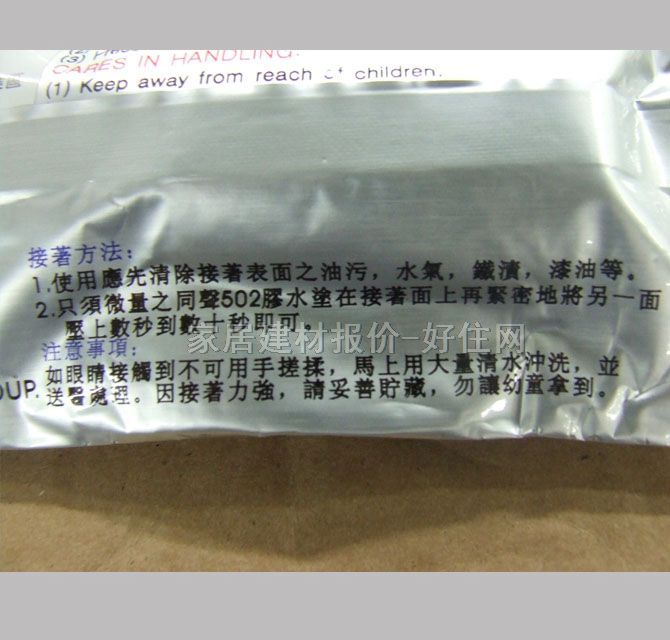 CARES IN HANDLING:
(1) Keep away from reach of children.
接著方法：
1.使用應先清除接著表面之油污，水氣，鐵漬，漆油等。
2.只須微量之同聲502膠水塗在接著面上再緊密地將另一面
壓上數秒到數十秒即可。
家居建材报价-好住网
注意事項：
如眼睛接觸到不可用手搓揉，馬上用大量清水沖洗，並
送醫處理。因接著力強，請妥善貯藏，勿讓幼童拿到。
OUP.